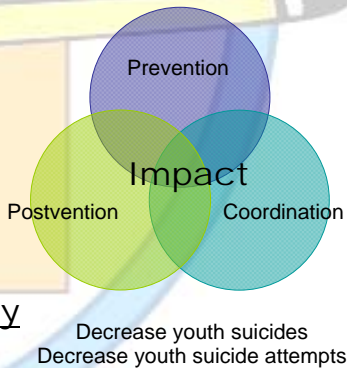 Prevention
Impact
Postvention
Coordination
y
Decrease youth suicides
Decrease youth suicide attempts